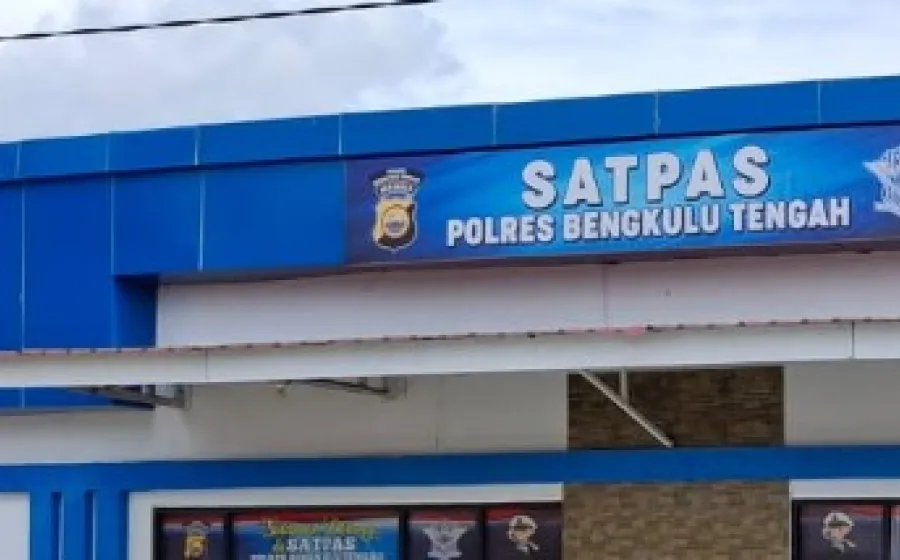 SATPAS
POLRES BENGKULU TENGAH
SATPAS